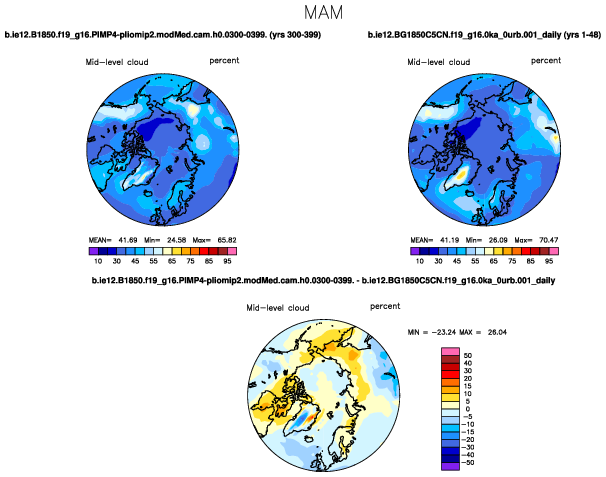 MAM
b.ie12.B1850.f19_g16.PIMP4-pliomip2.modMed.cam.h0.0300-0399. (yrs 300-399)
b.ie12.BG1850C5CN.f19_g16.0ka_0urb.001_daily (yrs 1-48)
Mid-level cloud percent
Mid-level cloud percent
MEAN= 41.69 Min= 24.58 Max= 65.82
MEAN= 41.19 Min= 26.09 Max= 70.47
10 30 45 55 65 75 85 95
10 30 45 55 65 75 85 95
b.ie12.B1850.f19_g16.PIMP4-pliomip2.modMed.cam.h0.0300-0399. - b.ie12.BG1850C5CN.f19_g16.0ka_0urb.001_daily
Mid-level cloud percent
MIN = -23.24 MAX = 26.04
50
40
30
20
15
10
5
0
-5
-10
-15
-20
-30
-40
-50